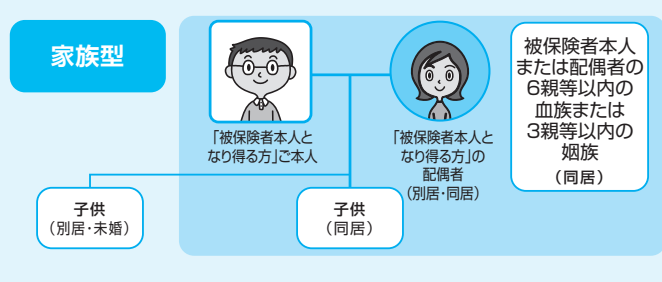 家族型
「被保険者本人と
なり得る方」ご本人
「被保険者本人と
なり得る方」の
配偶者
（別居・同居）
被保険者本人
または配偶者の
6親等以内の
血族または
3親等以内の
姻族
（同居）
子供
（別居・未婚）
子供
（同居）